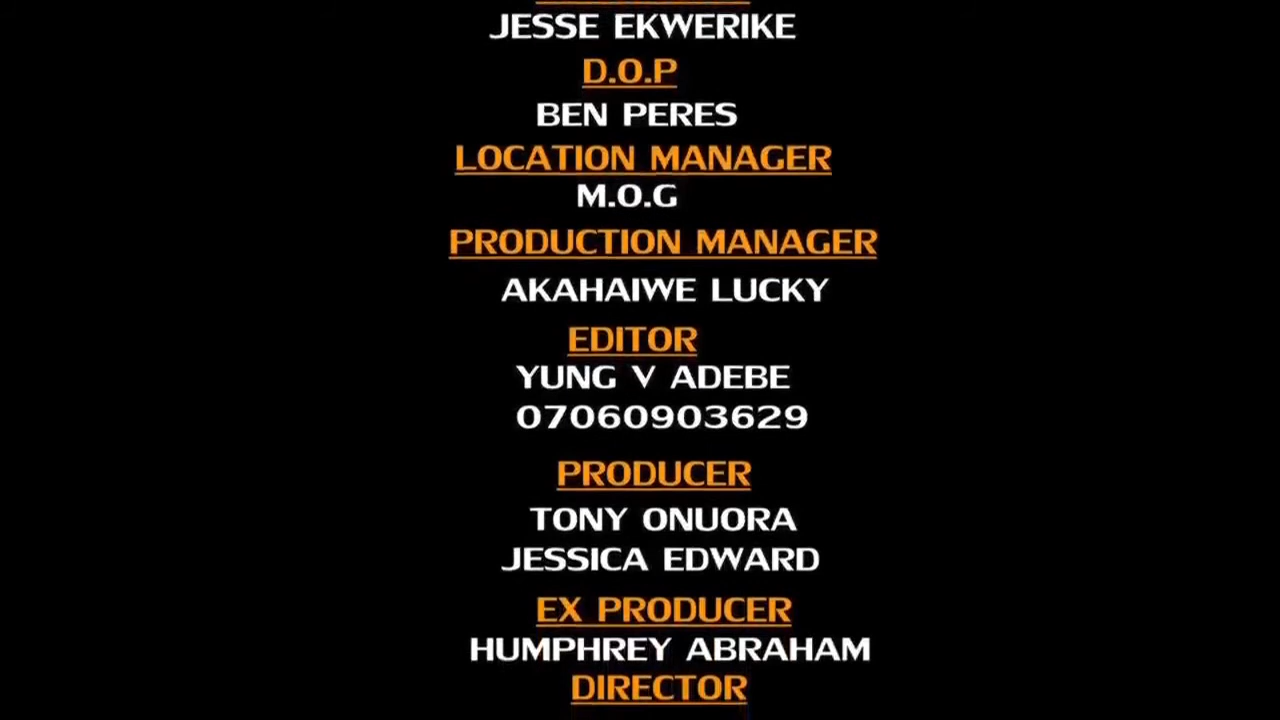 JESSE EKWERIKE
D.O.P
BEN PERES
LOCATION MANAGER
M.O.G
PRODUCTION MANAGER
AKAHAIWE LUCKY
EDITOR
YUNG V ADEBE
07060903629
PRODUCER
TONY ONUORA
JESSICA EDWARD
EX PRODUCER
HUMPHREY ABRAHAM
DIRECTOR